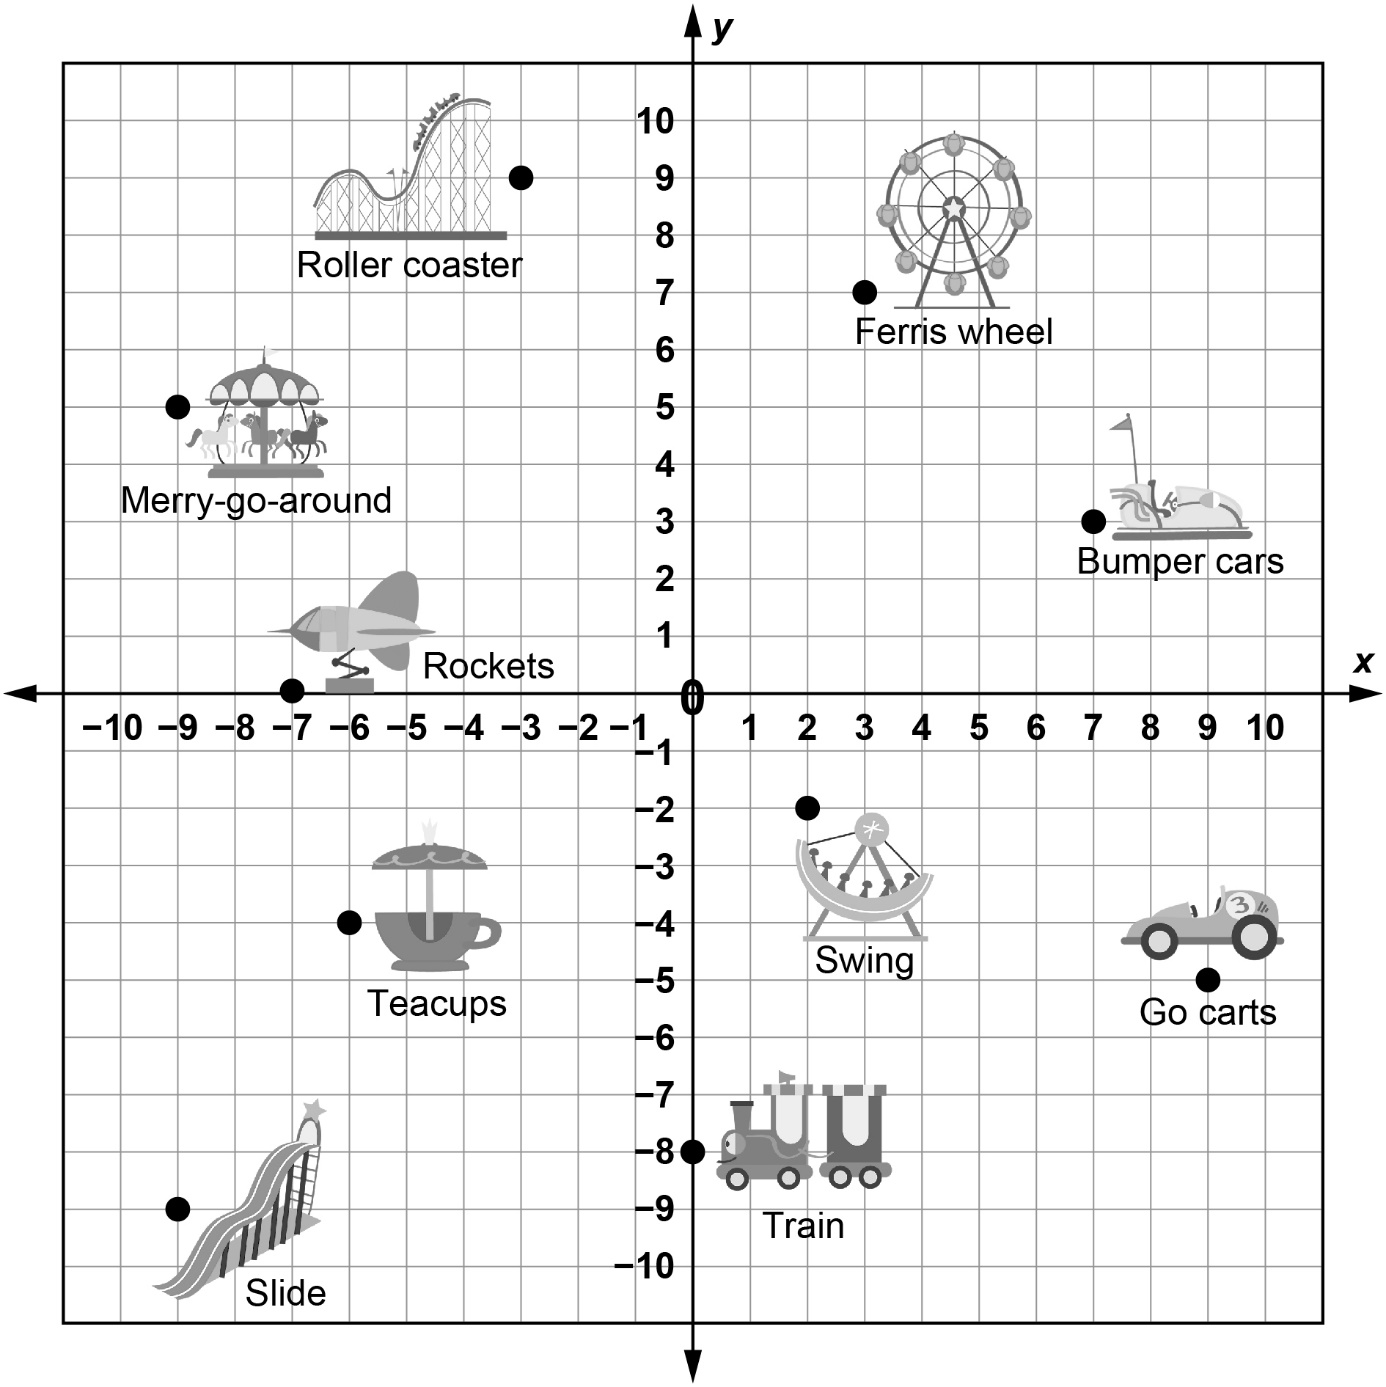 y
10
9
Roller coaster
8
7
Ferris wheel
6
5
4
Merry-go-around
3
Bumper cars
2
1
Rockets
x
0
−10 −9 −8 −7 −6 −5 −4 −3 −2 −1 1 2 3 4 5 6 7 8 9 10
−1
−2
−3
3
−4
Swing
−5
Teacups
Go carts
−6
−7
−8
−9
Train
−10
Slide